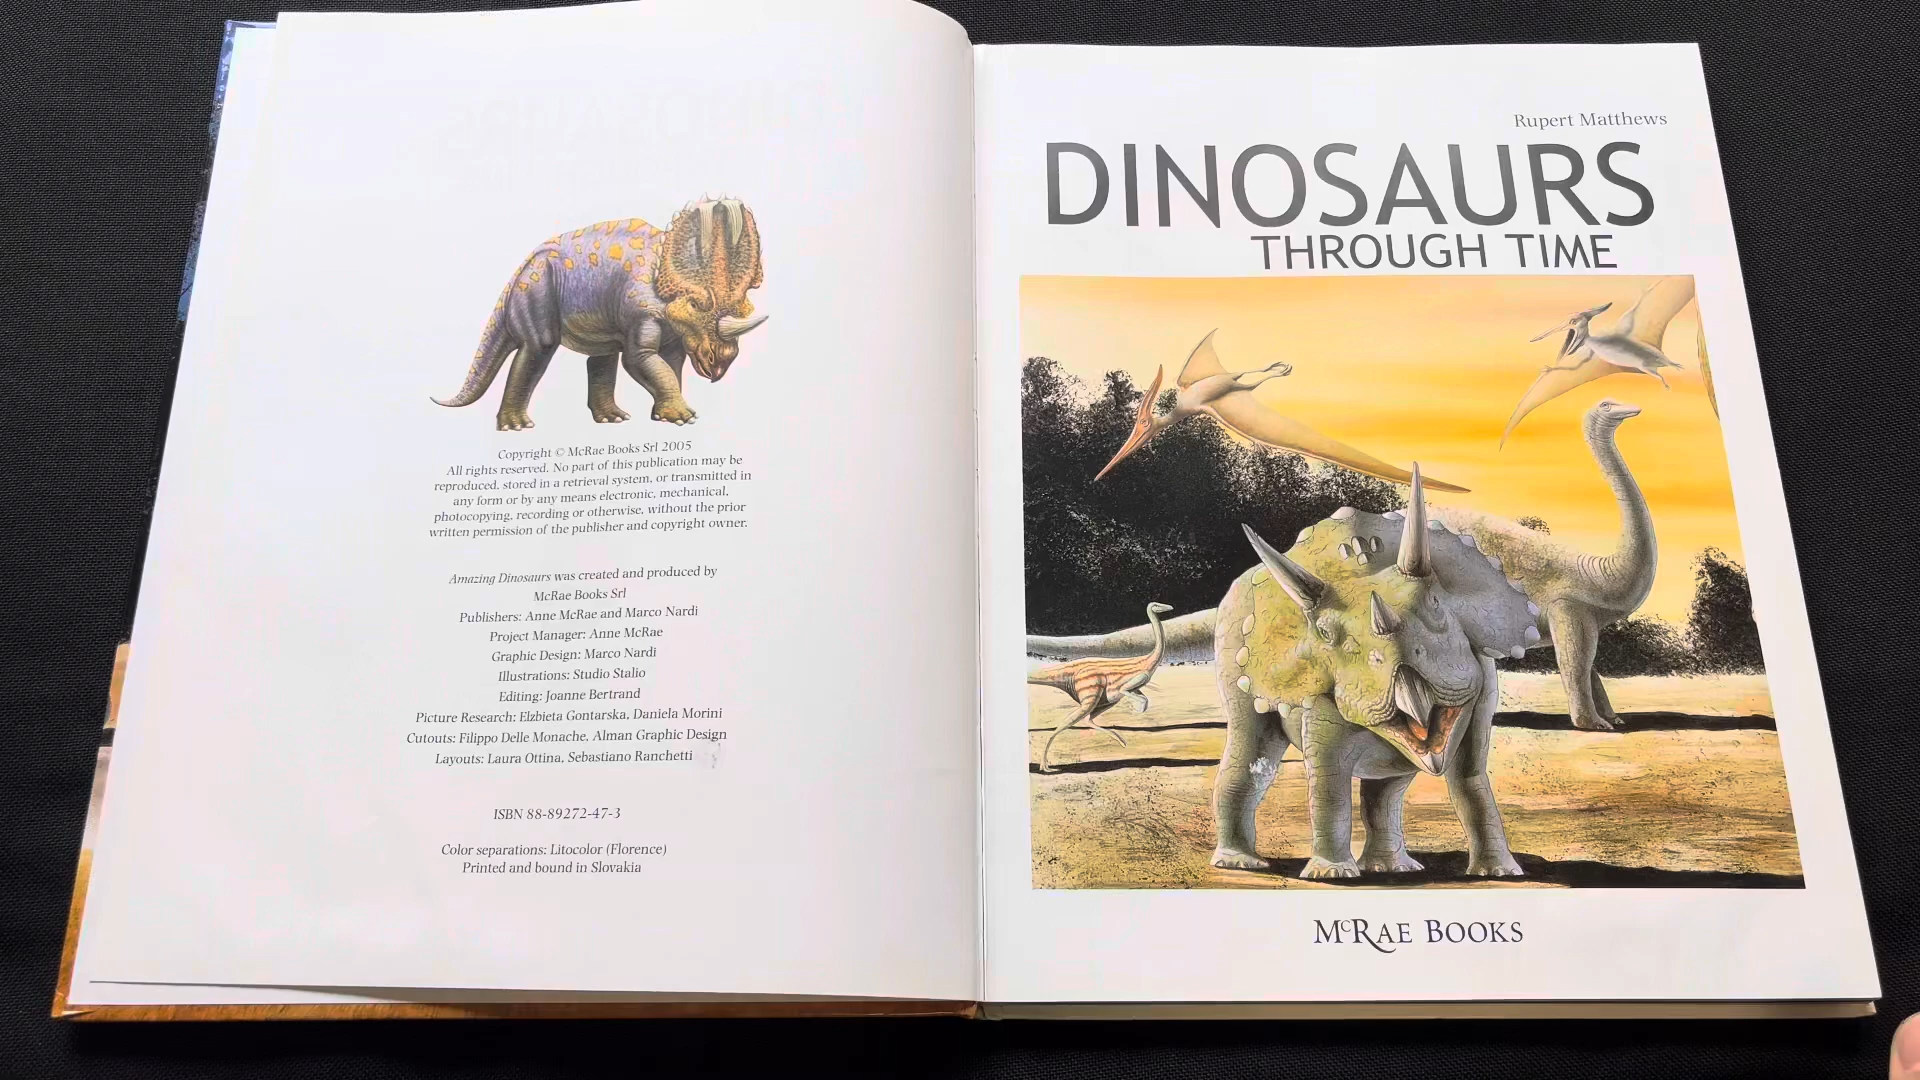 Copyright © McRae Books Srl 2005
All rights reserved. No part of this publication may be
reproduced, stored in a retrieval system, or transmitted in
any form or by any means electronic, mechanical,
photocopying, recording or otherwise, without the prior
written permission of the publisher and copyright owner.
Amazing Dinosaurs was created and produced by
McRae Books Srl
Publishers: Anne McRae and Marco Nardi
Project Manager: Anne McRae
Graphic Design: Marco Nardi
Illustrations: Studio Stalio
Editing: Joanne Bertrand
Picture Research: Elzbieta Gontarska, Daniela Morini
Cutouts: Filippo Delle Monache, Alman Graphic Design
Layouts: Laura Ottina, Sebastiano Ranchetti
ISBN 88-89272-47-3
Color separations: Litocolor (Florence)
Printed and bound in Slovakia
Rupert Matthews
DINOSAURS
THROUGH TIME
McRAE BOOKS